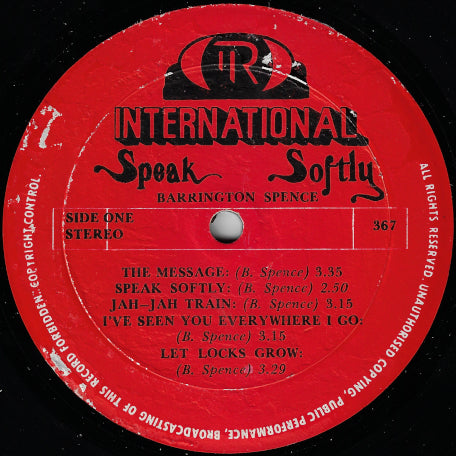 TR
INTERNATIONAL
Speak Softly
BARRINGTON SPENCE
SIDE ONE
STEREO
367
THE MESSAGE: (B. Spence) 3.35
SPEAK SOFTLY: (B. Spence) 2.50
JAH—JAH TRAIN: (B. Spence) 3.15
I'VE SEEN YOU EVERYWHERE I GO:
(B. Spence) 3.15
LET LOCKS GROW:
(B. Spence) 3.29
ALL RIGHTS RESERVED. UNAUTHORISED COPYING, PUBLIC PERFORMANCE, BROADCASTING OF THIS RECORD FORBIDDEN: COPYRIGHT CONTROL.